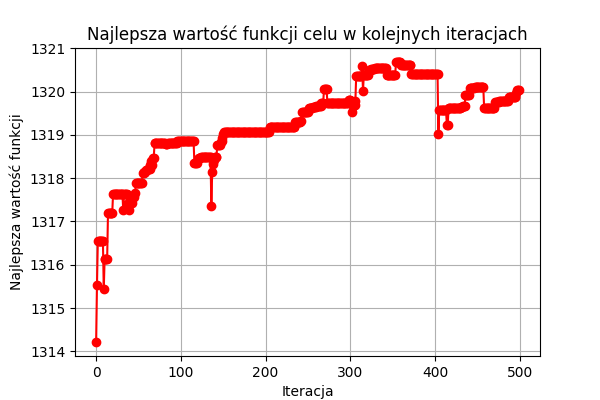 Najlepsza wartość funkcji celu w kolejnych iteracjach
Najlepsza wartość funkcji
1321
1320
1319
1318
1317
1316
1315
1314
0 100 200 300 400 500
Iteracja